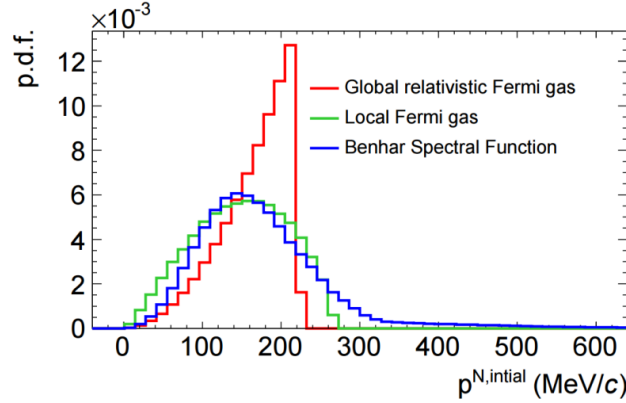 ×10⁻³
p.d.f.
12
10
8
6
4
2
0
Global relativistic Fermi gas
Local Fermi gas
Benhar Spectral Function
0 100 200 300 400 500 600
p^{N,intial} (MeV/c)